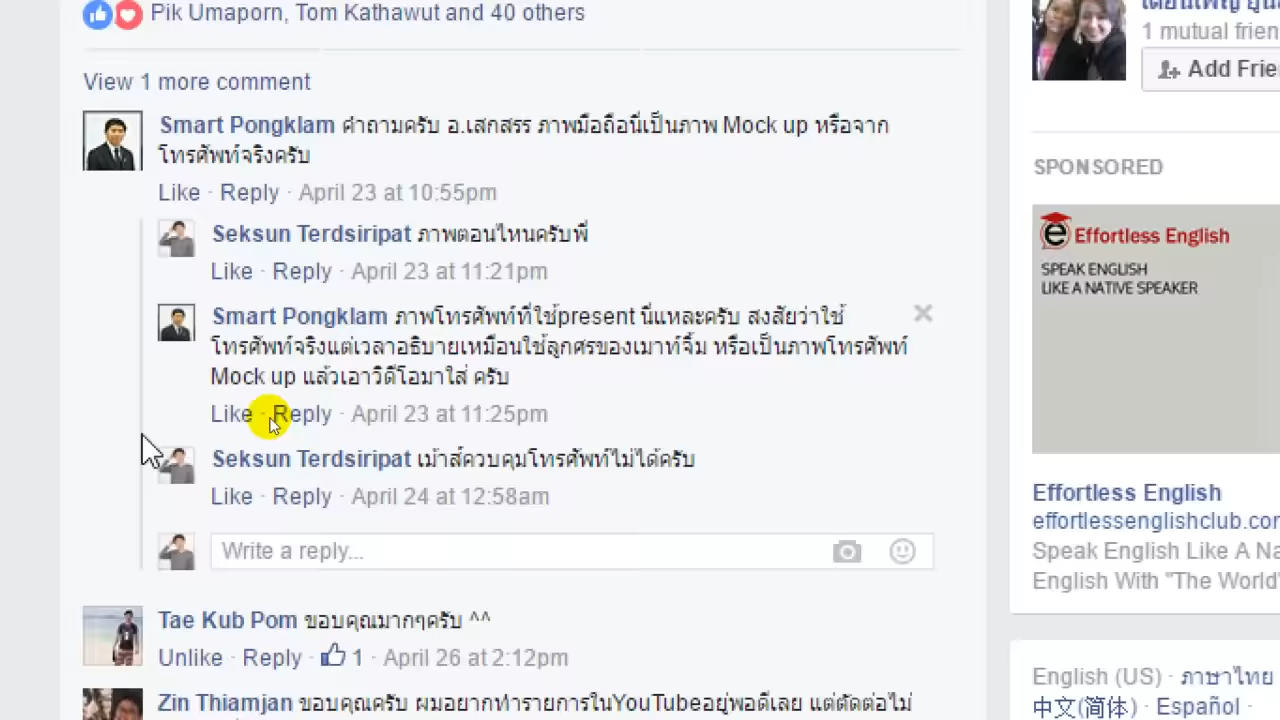 Pik Umaporn, Tom Kathawut and 40 others
View 1 more comment
Smart Pongklam คำถามครับ อ.เสกสรร ภาพมือถือนี่เป็นภาพ Mock up หรือจาก
โทรศัพท์จริงครับ
Like · Reply · April 23 at 10:55pm
Seksun Terdsiripat ภาพตอนไหนครับพี่
Like · Reply · April 23 at 11:21pm
Smart Pongklam ภาพโทรศัพท์ที่ใช้present นี่แหละครับ สงสัยว่าใช้
โทรศัพท์จริงแต่เวลาอธิบายเหมือนใช้ลูกศรของเมาท์จิ้ม หรือเป็นภาพโทรศัพท์
Mock up แล้วเอาวิดีโอมาใส่ ครับ
Like · Reply · April 23 at 11:25pm
Seksun Terdsiripat เม้าส์ควบคุมโทรศัพท์ไม่ได้ครับ
Like · Reply · April 24 at 12:58am
Write a reply...
Tae Kub Pom ขอบคุณมากๆครับ ^^
Unlike · Reply · 1 · April 26 at 2:12pm
Zin Thiamjan ขอบคุณครับ ผมอยากทำรายการในYouTubeอยู่พอดีเลย แต่ตัดต่อไม่
1 mutual frien
Add Frie
SPONSORED
e Effortless English
SPEAK ENGLISH
LIKE A NATIVE SPEAKER
Effortless English
effortlessenglishclub.co
Speak English Like A Na
English With "The World'
English (US) · ภาษาไทย
中文(简体) · Español ·